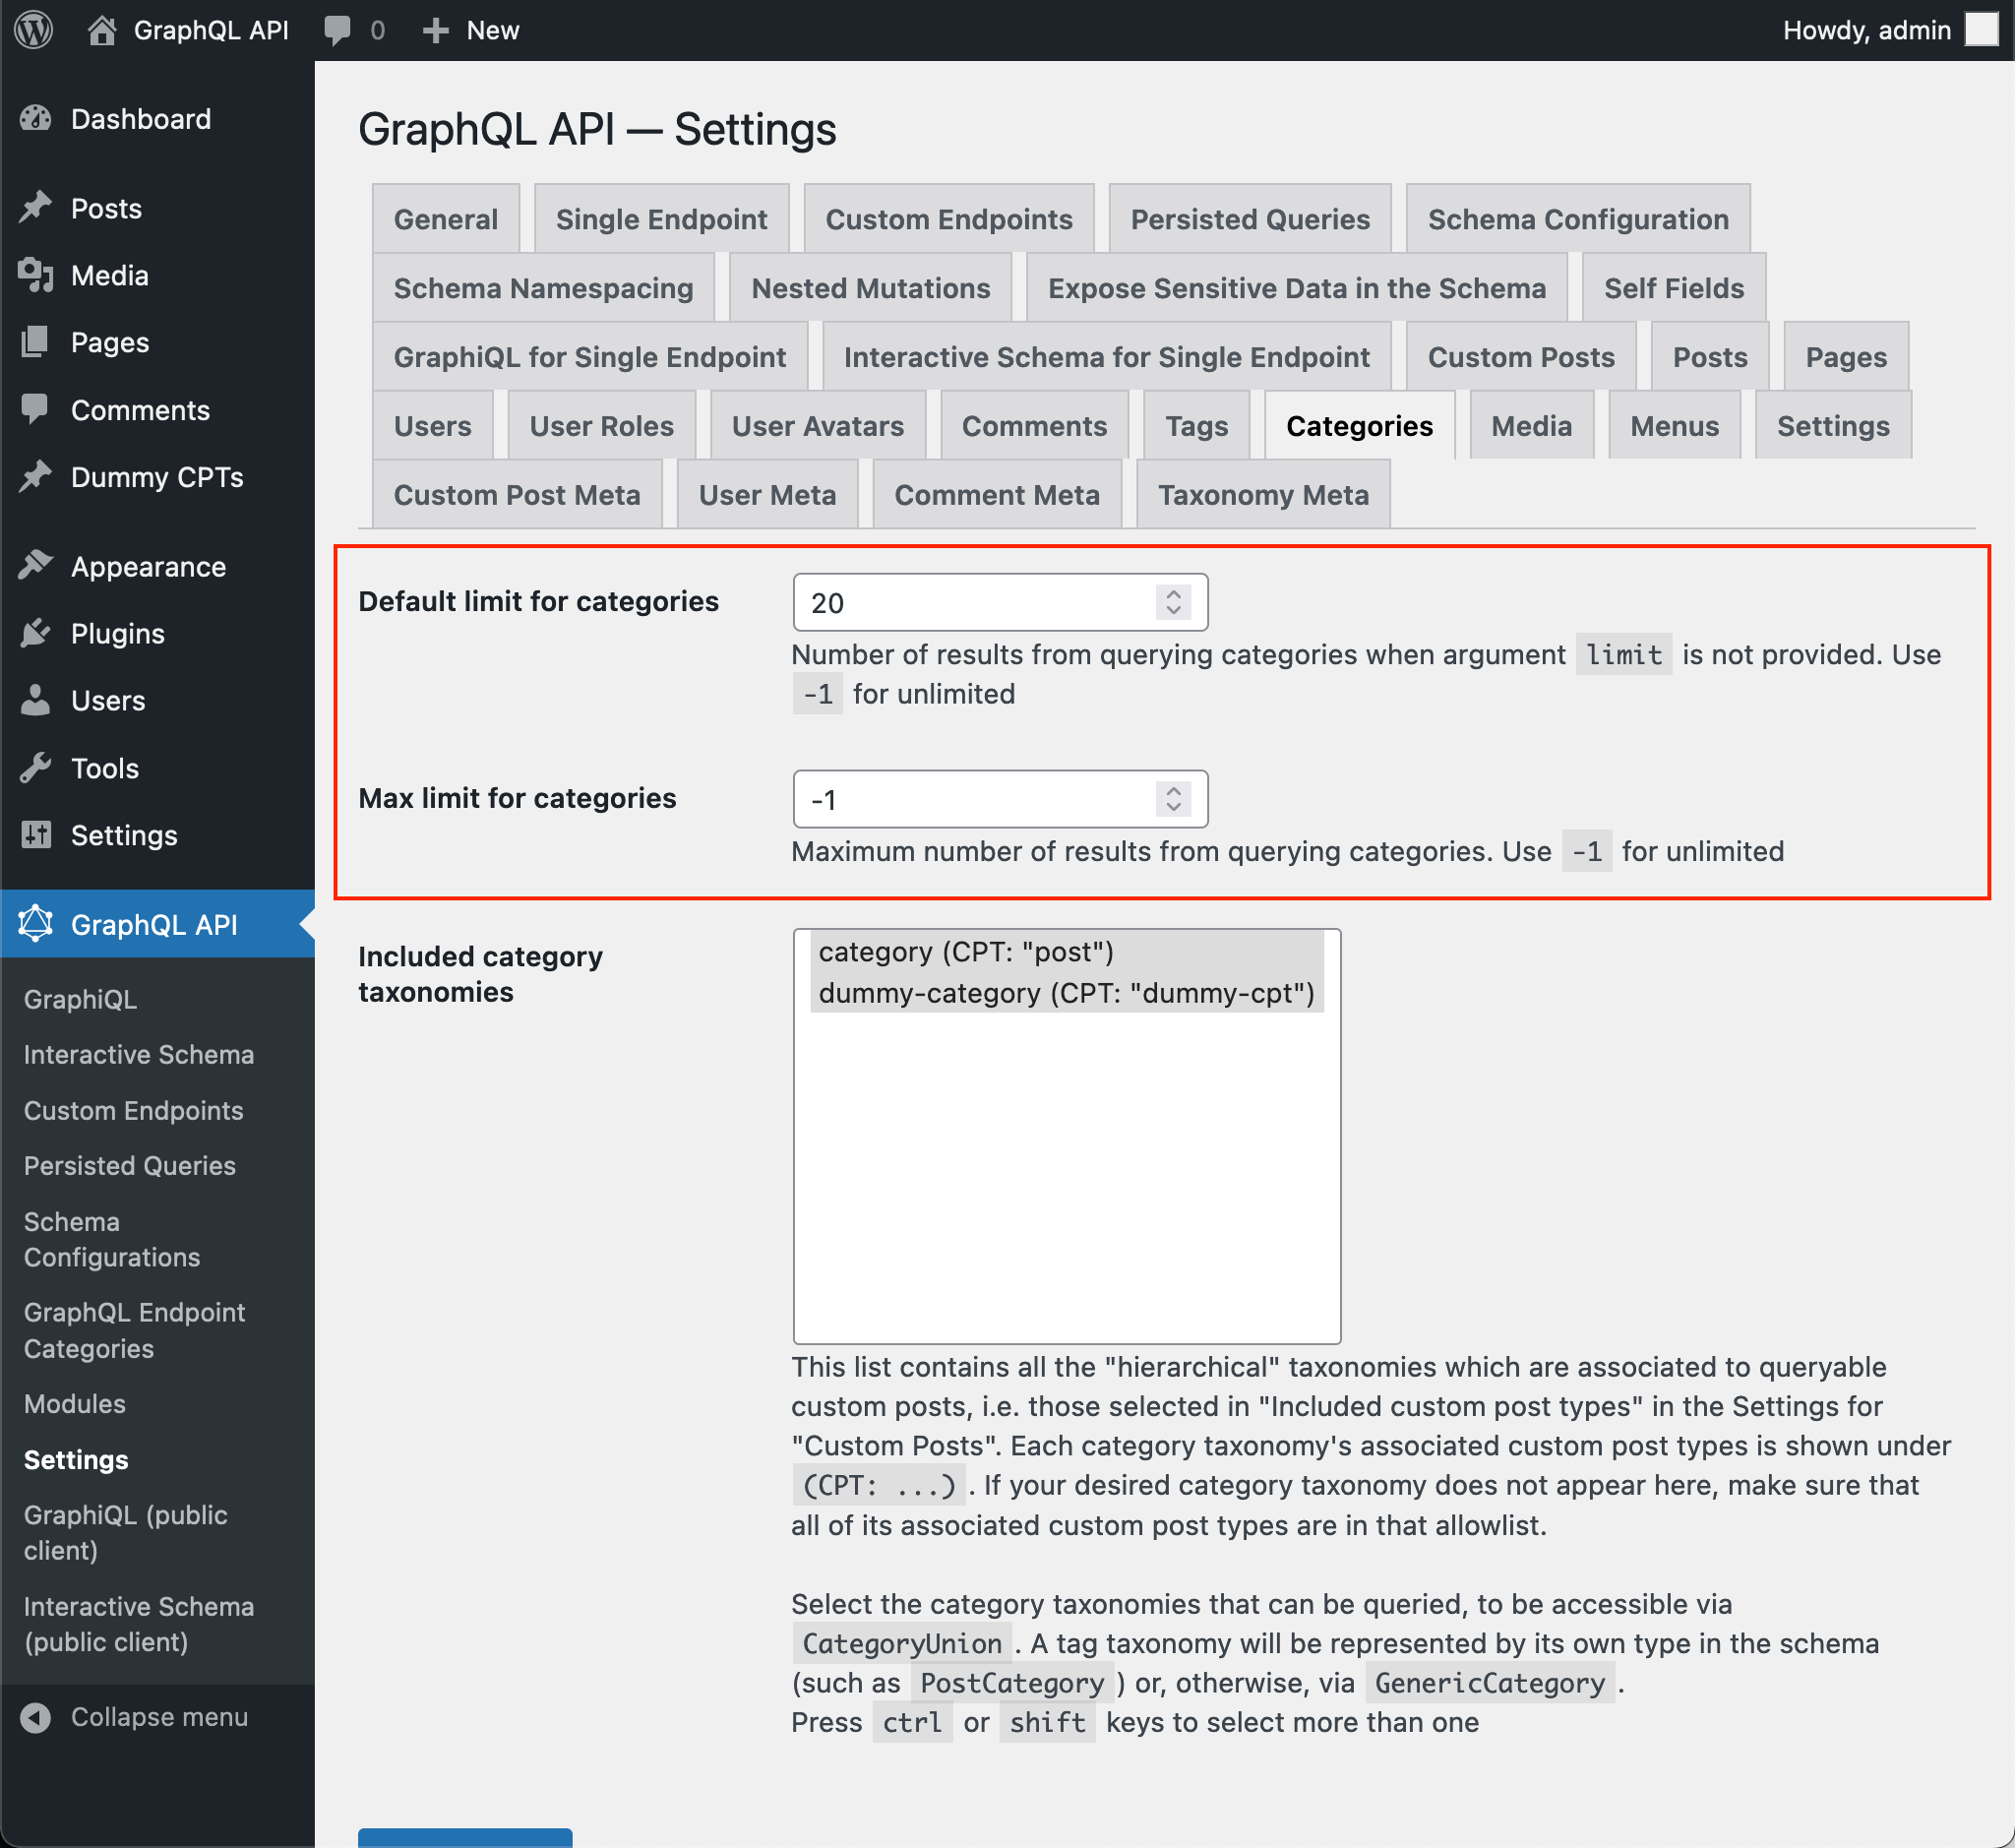 GraphQL API 0 New Howdy, admin
Dashboard
Posts
Media
Pages
Comments
Dummy CPTs
Appearance
Plugins
Users
Tools
Settings
GraphQL API
GraphiQL
Interactive Schema
Custom Endpoints
Persisted Queries
Schema
Configurations
GraphQL Endpoint
Categories
Modules
Settings
GraphiQL (public
client)
Interactive Schema
(public client)
Collapse menu
GraphQL API — Settings
General Single Endpoint Custom Endpoints Persisted Queries Schema Configuration
Schema Namespacing Nested Mutations Expose Sensitive Data in the Schema Self Fields
GraphiQL for Single Endpoint Interactive Schema for Single Endpoint Custom Posts Posts Pages
Users User Roles User Avatars Comments Tags Categories Media Menus Settings
Custom Post Meta User Meta Comment Meta Taxonomy Meta
Default limit for categories 20
Number of results from querying categories when argument limit is not provided. Use
-1 for unlimited
Max limit for categories -1
Maximum number of results from querying categories. Use -1 for unlimited
Included category
taxonomies
category (CPT: "post")
dummy-category (CPT: "dummy-cpt")
This list contains all the "hierarchical" taxonomies which are associated to queryable
custom posts, i.e. those selected in "Included custom post types" in the Settings for
"Custom Posts". Each category taxonomy's associated custom post types is shown under
(CPT: ...) . If your desired category taxonomy does not appear here, make sure that
all of its associated custom post types are in that allowlist.
Select the category taxonomies that can be queried, to be accessible via
CategoryUnion . A tag taxonomy will be represented by its own type in the schema
(such as PostCategory ) or, otherwise, via GenericCategory .
Press ctrl or shift keys to select more than one